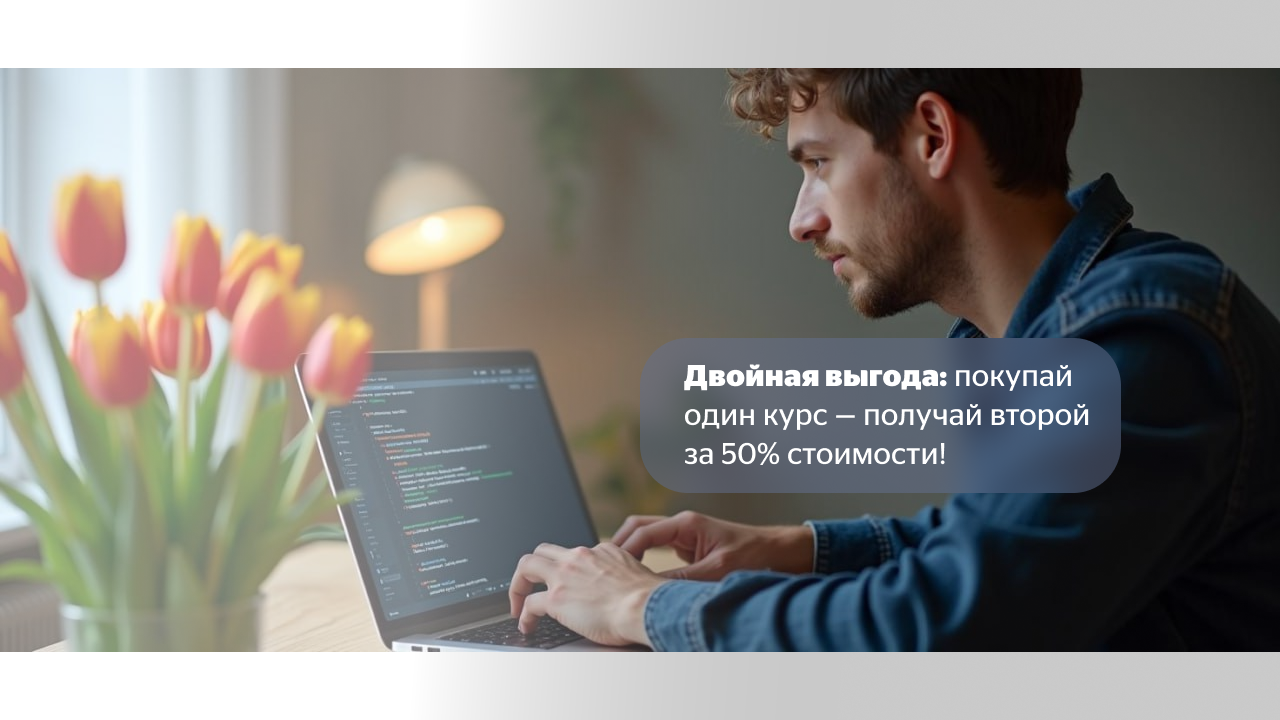 Двойная выгода: покупай
один курс — получай второй
за 50% стоимости!